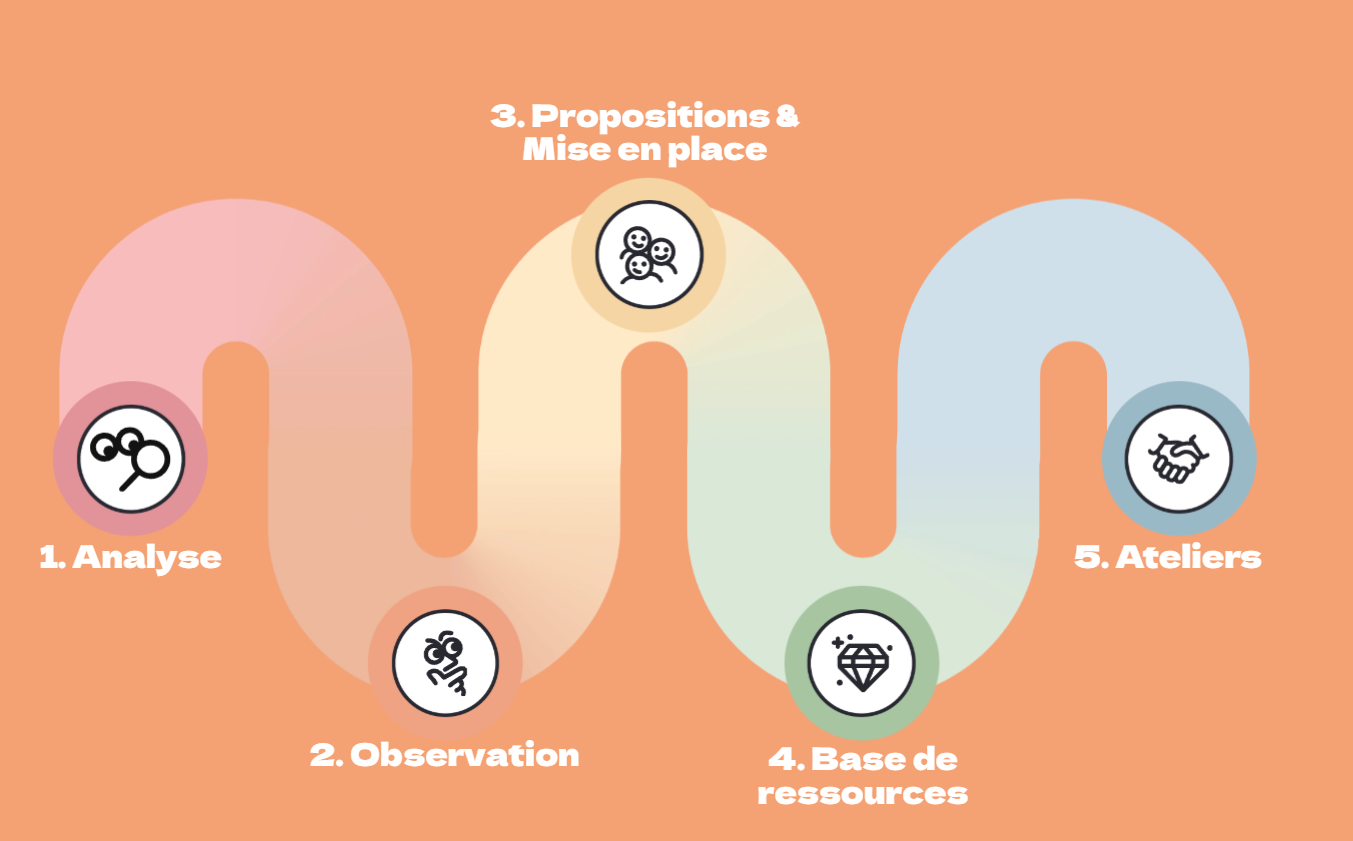 1. Analyse
2. Observation
3. Propositions &
Mise en place
4. Base de
ressources
5. Ateliers